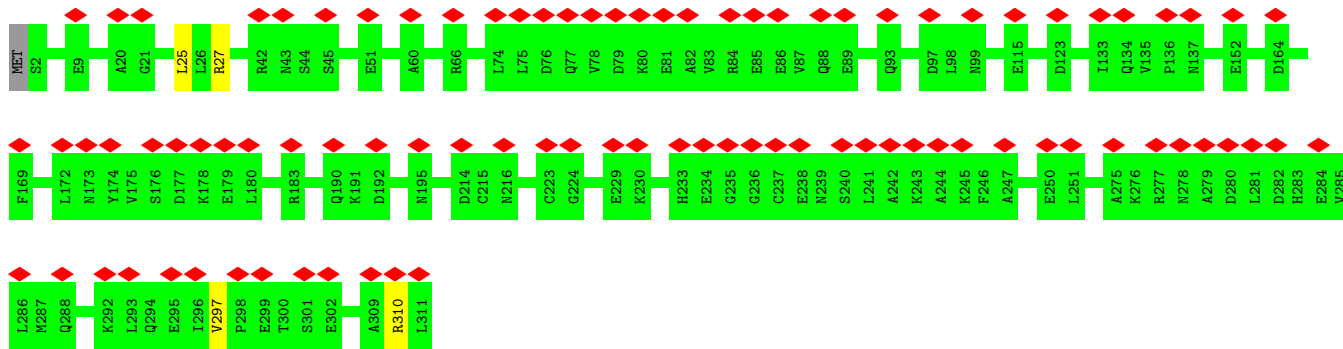 MET S2 E9 A20 G21 L25 L26 R27 R42 N43 S44 S45 E51 A60 R66 L74 L75 D76 Q77 V78 D79 K80 E81 A82 V83 R84 E85 E86 V87 Q88 E89 Q93 D97 L98 N99 E115 D123 I133 Q134 V135 P136 N137 E152 D164
F169 L172 N173 Y174 V175 S176 D177 K178 E179 L180 R183 Q190 K191 D192 N195 D214 C215 N216 C223 G224 E229 K230 H233 E234 G235 G236 C237 E238 N239 S240 L241 A242 K243 A244 K245 F246 A247 E250 L251 A275 K276 R277 N278 A279 D280 L281 D282 H283 E284 V285
L286 M287 Q288 K292 L293 Q294 E295 I296 V297 P298 E299 T300 S301 E302 A309 R310 L311